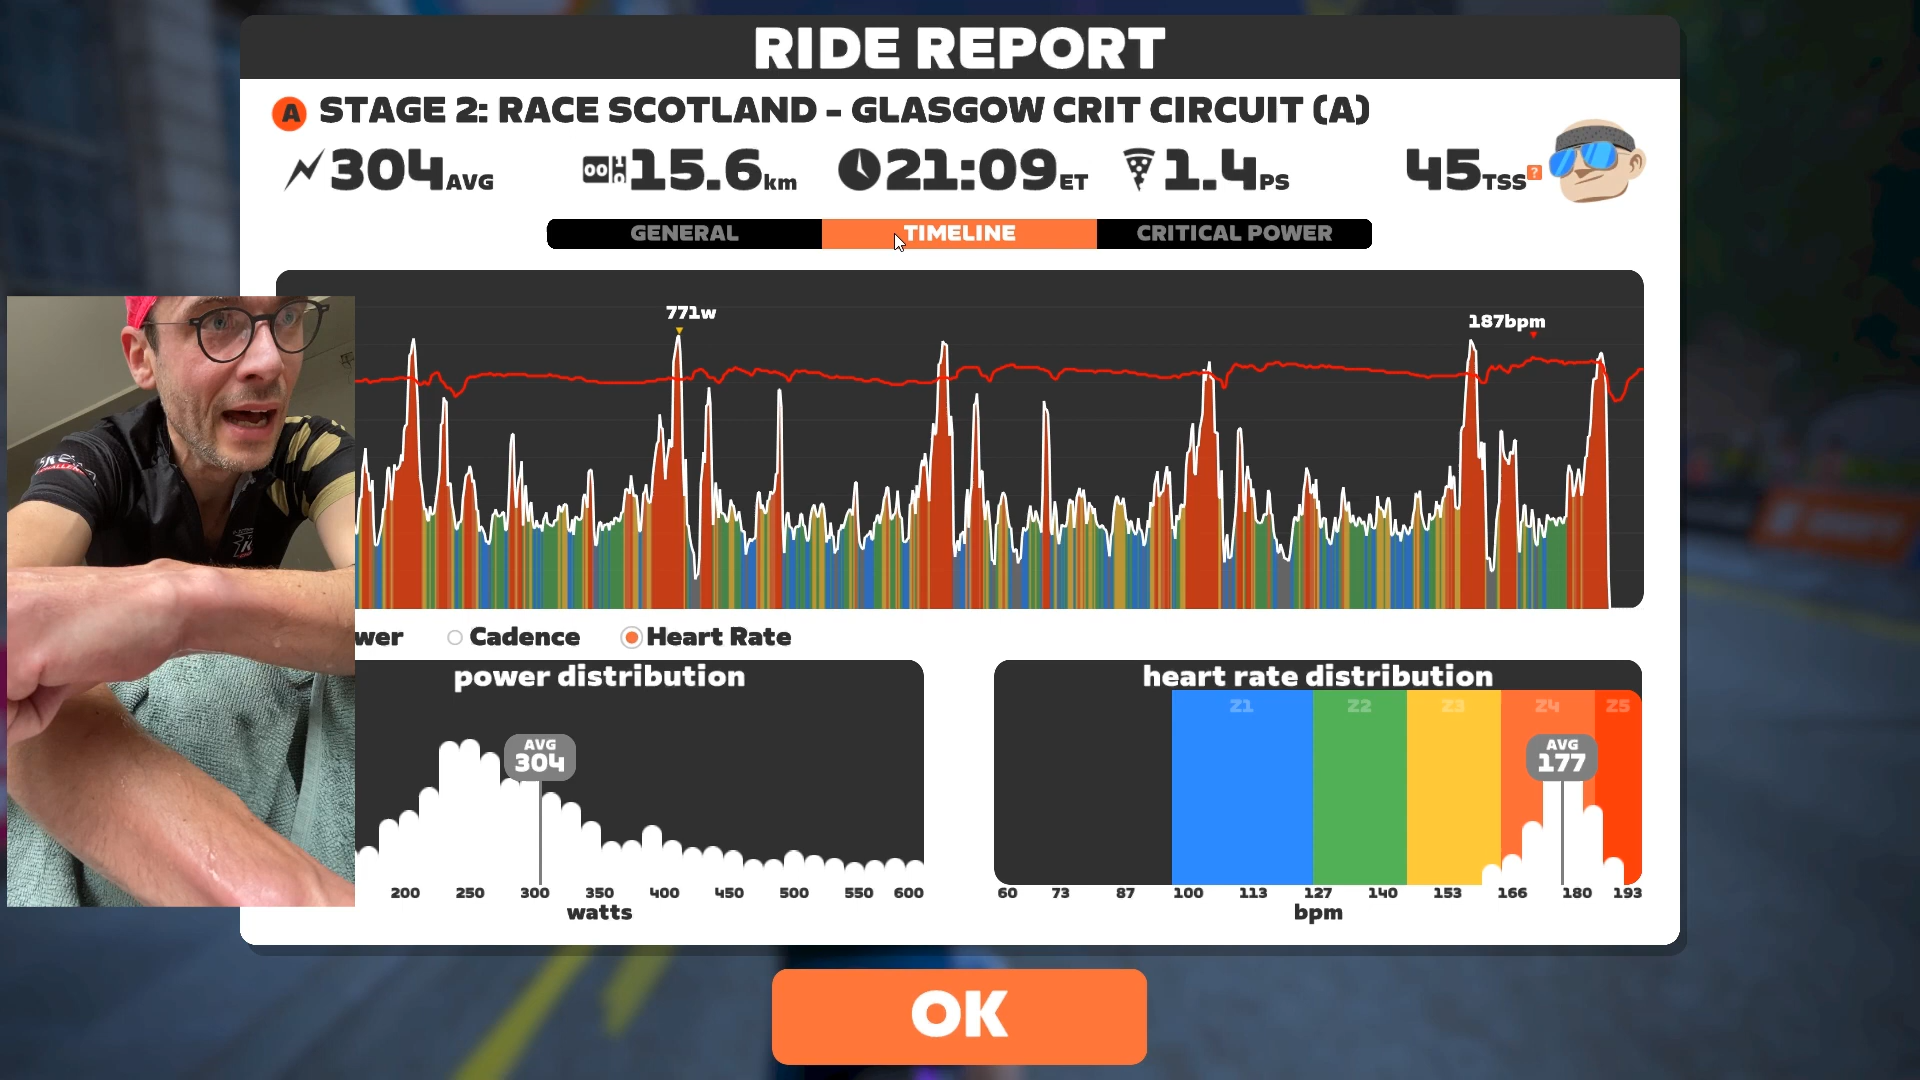 RIDE REPORT
A STAGE 2: RACE SCOTLAND - GLASGOW CRIT CIRCUIT (A)
304AVG 15.6km 21:09ET 1.4PS 45TSS ?
GENERAL TIMELINE CRITICAL POWER
771w 187bpm
wer Cadence Heart Rate
power distribution
AVG
304
200 250 300 350 400 450 500 550 600
watts
heart rate distribution
Z1 Z2 Z3 Z4 Z5
AVG
177
60 73 87 100 113 127 140 153 166 180 193
bpm
OK